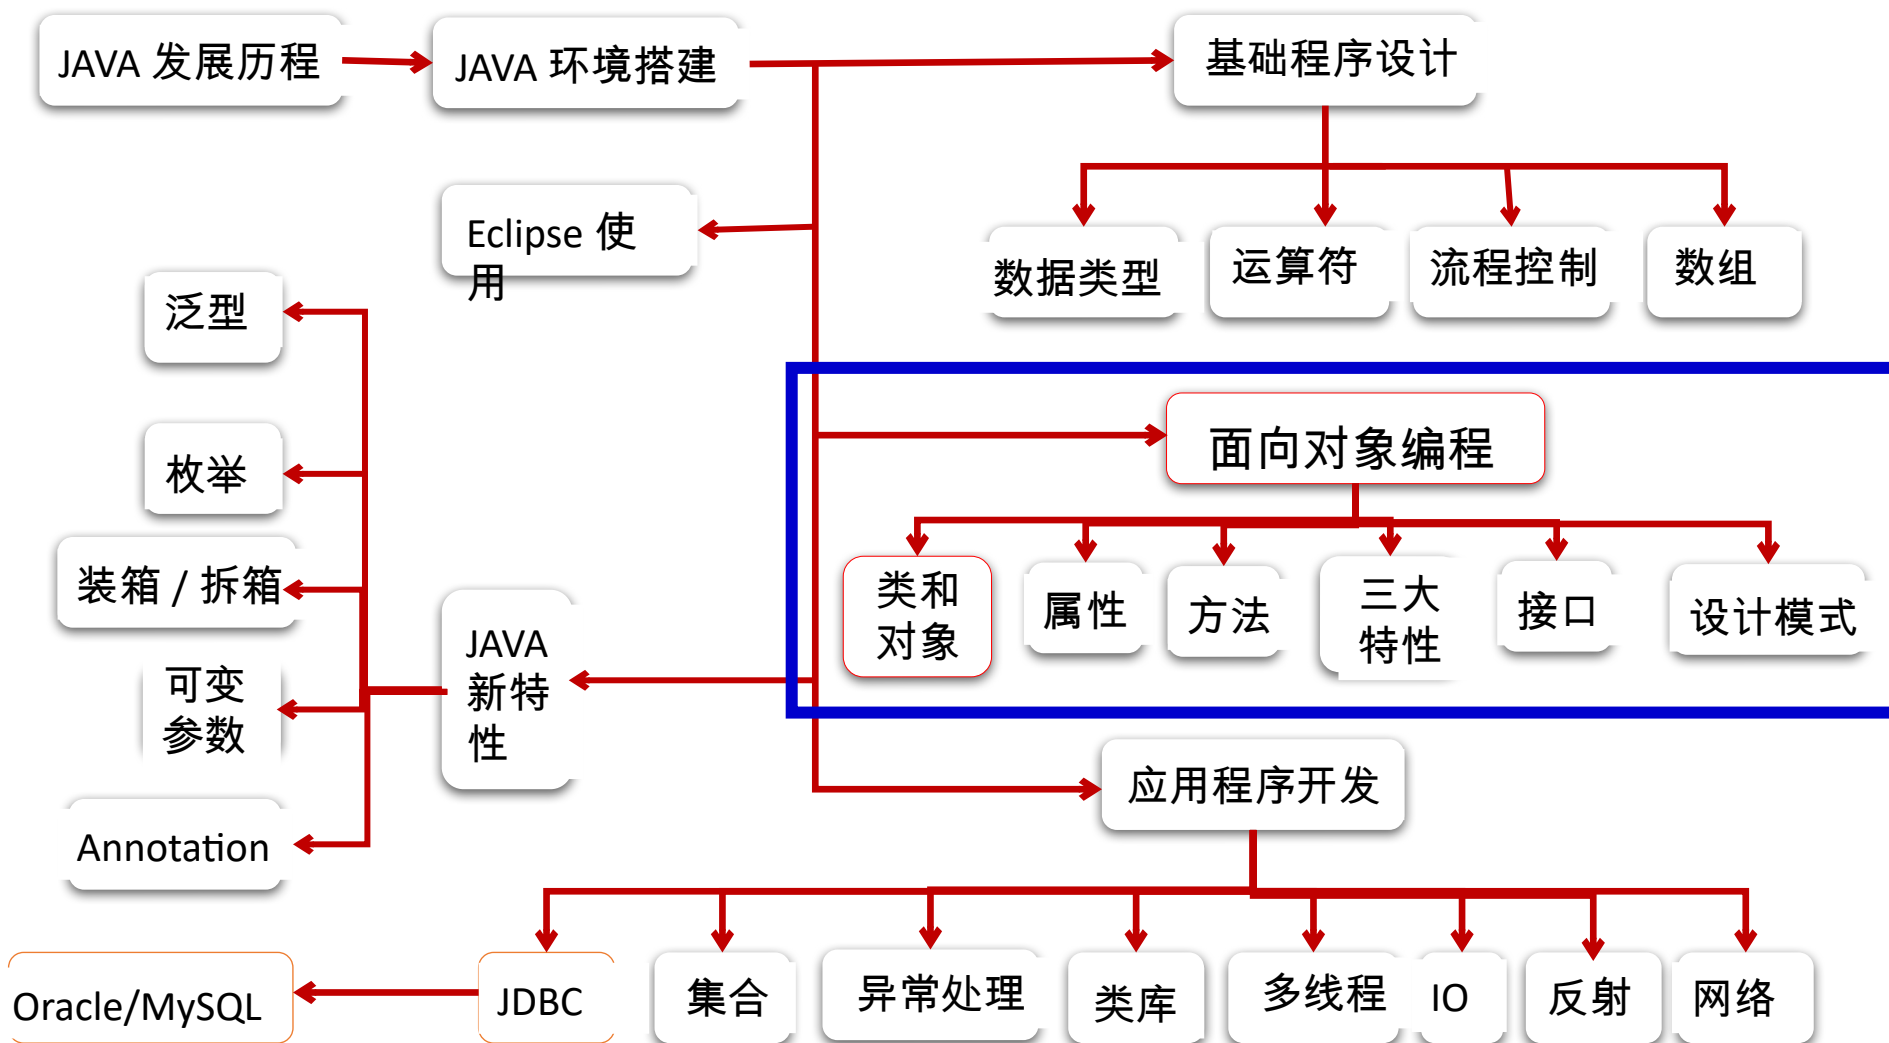 JAVA 发展历程
JAVA 环境搭建
基础程序设计
Eclipse 使
用
数据类型
运算符
流程控制
数组
泛型
枚举
装箱 / 拆箱
可变
参数
Annotation
JAVA
新特
性
面向对象编程
类和
对象
属性
方法
三大
特性
接口
设计模式
应用程序开发
Oracle/MySQL
JDBC
集合
异常处理
类库
多线程
IO
反射
网络